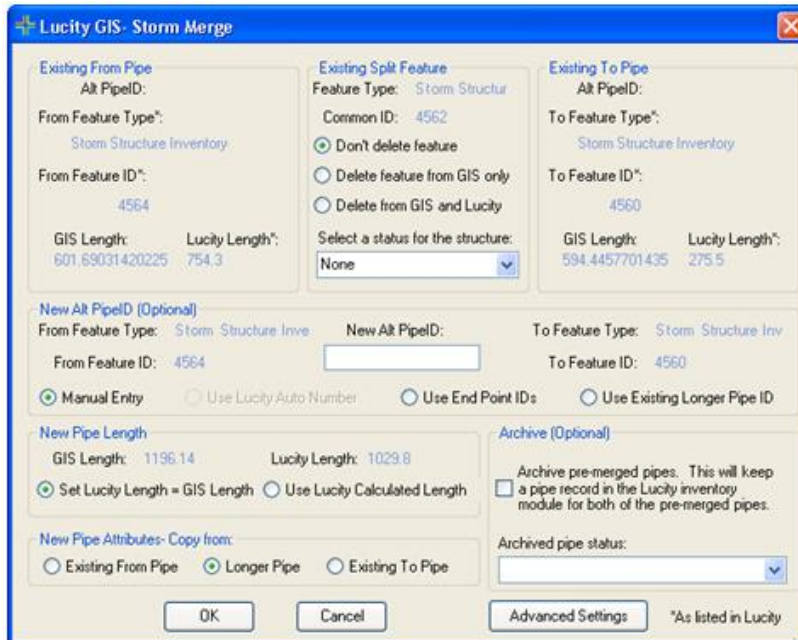 Lucity GIS- Storm Merge
Existing From Pipe
Alt PipeID:
From Feature Type*:
Storm Structure Inventory
From Feature ID*:
4564
GIS Length: Lucity Length*:
601.69031420225 754.3
Existing Split Feature
Feature Type: Storm Structur
Common ID: 4562
Don't delete feature
Delete feature from GIS only
Delete from GIS and Lucity
Select a status for the structure:
None
Existing To Pipe
Alt PipeID:
To Feature Type*:
Storm Structure Inventory
To Feature ID*:
4560
GIS Length: Lucity Length*:
594.4457701435 275.5
New Alt PipeID (Optional)
From Feature Type: Storm Structure Inve New Alt PipeID: To Feature Type: Storm Structure Inv
From Feature ID: 4564 To Feature ID: 4560
Manual Entry Use Lucity Auto Number Use End Point IDs Use Existing Longer Pipe ID
New Pipe Length
GIS Length: 1196.14 Lucity Length: 1029.8
Set Lucity Length = GIS Length Use Lucity Calculated Length
New Pipe Attributes- Copy from:
Existing From Pipe Longer Pipe Existing To Pipe
Archive (Optional)
Archive pre-merged pipes. This will keep
a pipe record in the Lucity inventory
module for both of the pre-merged pipes.
Archived pipe status:
OK Cancel Advanced Settings *As listed in Lucity